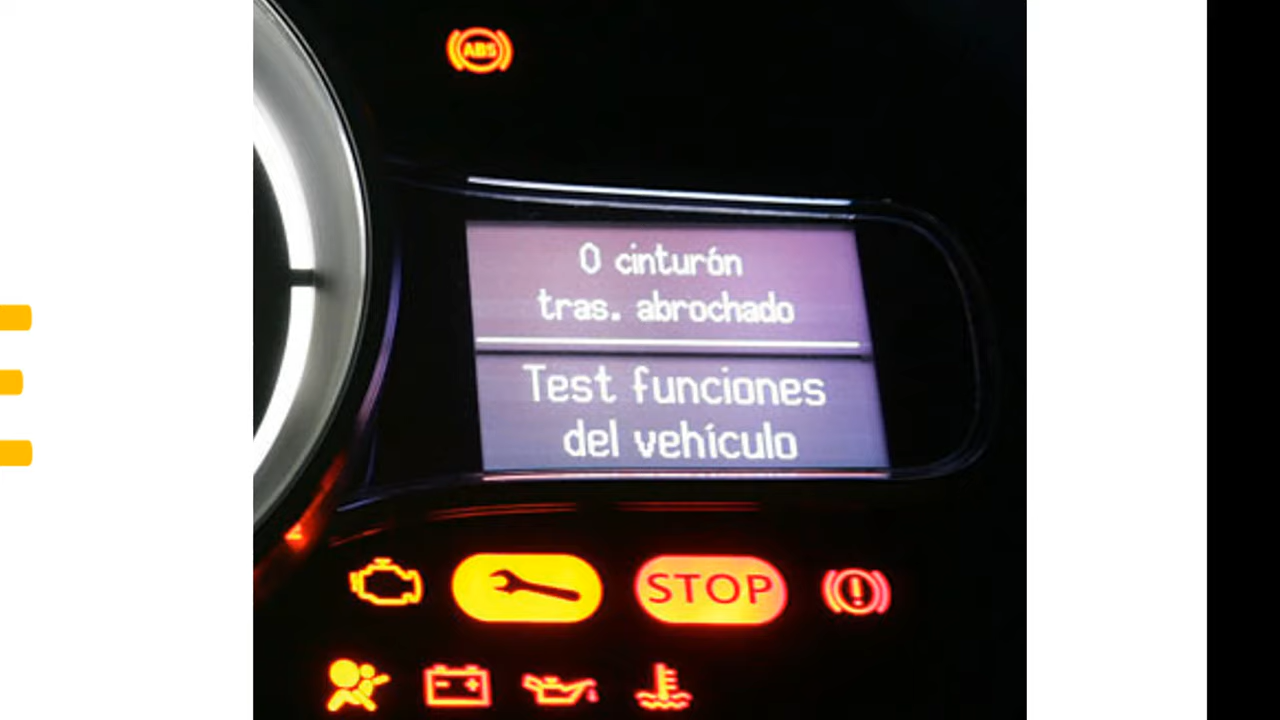 ABS
0 cinturón
tras. abrochado
Test funciones
del vehículo
STOP